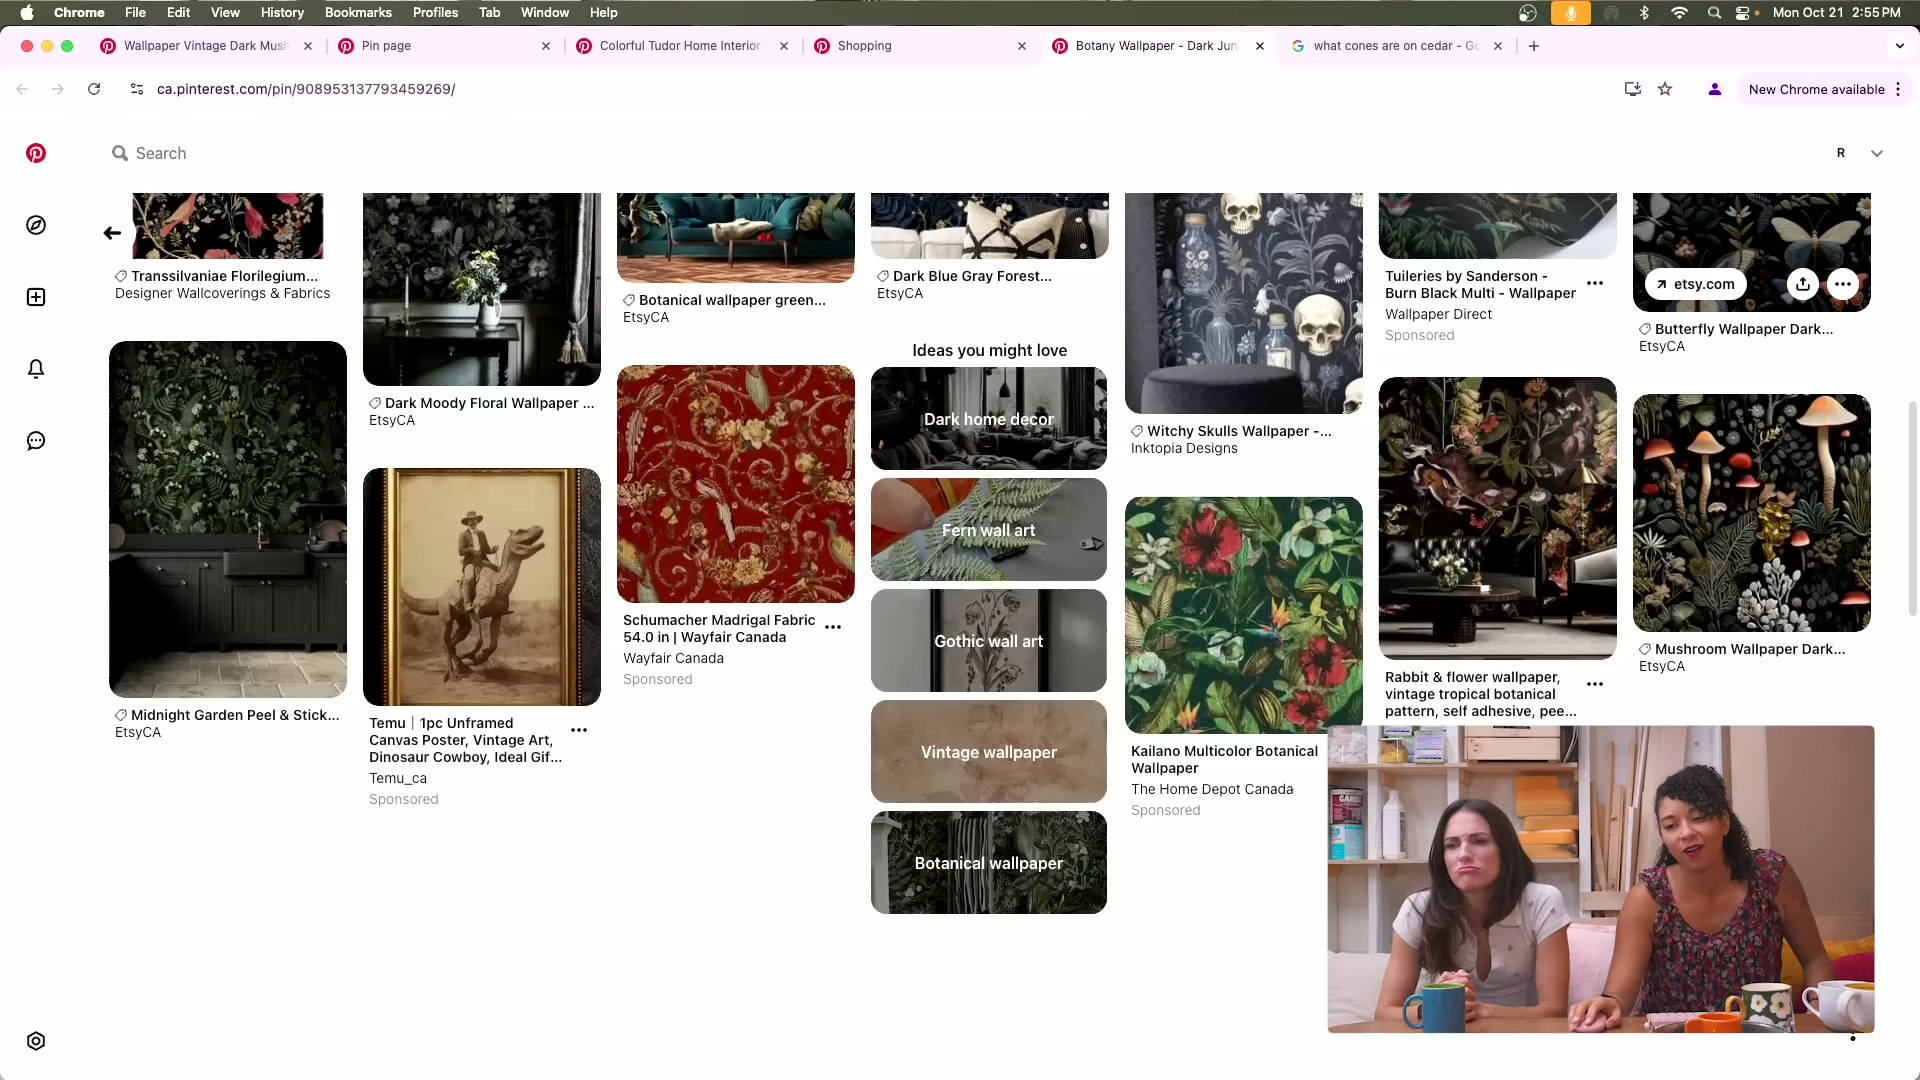 Chrome File Edit View History Bookmarks Profiles Tab Window Help
Mon Oct 21 2:55 PM
Wallpaper Vintage Dark Mush
Pin page
Colorful Tudor Home Interior
Shopping
Botany Wallpaper - Dark Jun
what cones are on cedar - Go
ca.pinterest.com/pin/908953137793459269/
New Chrome available
Search
R
Transsilvaniae Florilegium...
Designer Wallcoverings & Fabrics
Midnight Garden Peel & Stick...
EtsyCA
Dark Moody Floral Wallpaper ...
EtsyCA
Temu | 1pc Unframed
Canvas Poster, Vintage Art,
Dinosaur Cowboy, Ideal Gif...
Temu_ca
Sponsored
Botanical wallpaper green...
EtsyCA
Schumacher Madrigal Fabric
54.0 in | Wayfair Canada
Wayfair Canada
Sponsored
Dark Blue Gray Forest...
EtsyCA
Ideas you might love
Dark home decor
Fern wall art
Gothic wall art
Vintage wallpaper
Botanical wallpaper
Witchy Skulls Wallpaper -...
Inktopia Designs
Kailano Multicolor Botanical
Wallpaper
The Home Depot Canada
Sponsored
Tuileries by Sanderson -
Burn Black Multi - Wallpaper
Wallpaper Direct
Sponsored
Rabbit & flower wallpaper,
vintage tropical botanical
pattern, self adhesive, pee...
etsy.com
Butterfly Wallpaper Dark...
EtsyCA
Mushroom Wallpaper Dark...
EtsyCA